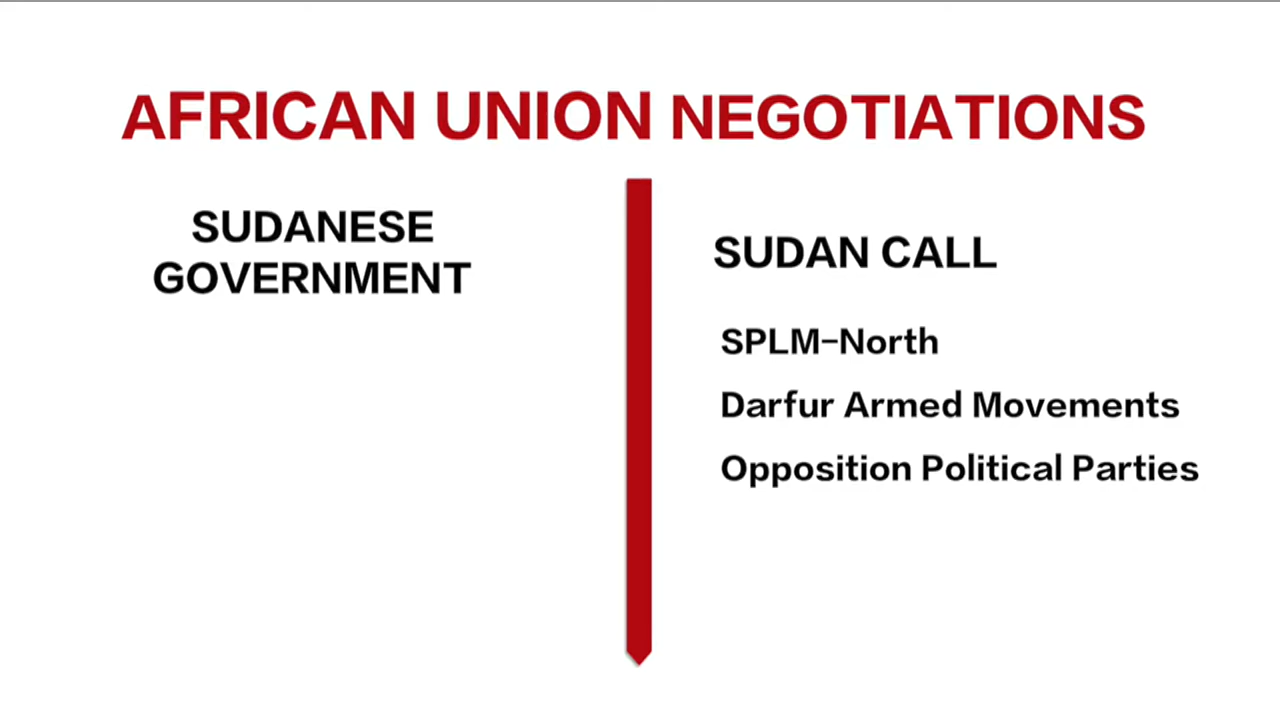 AFRICAN UNION NEGOTIATIONS
SUDANESE
GOVERNMENT
SUDAN CALL
SPLM–North
Darfur Armed Movements
Opposition Political Parties